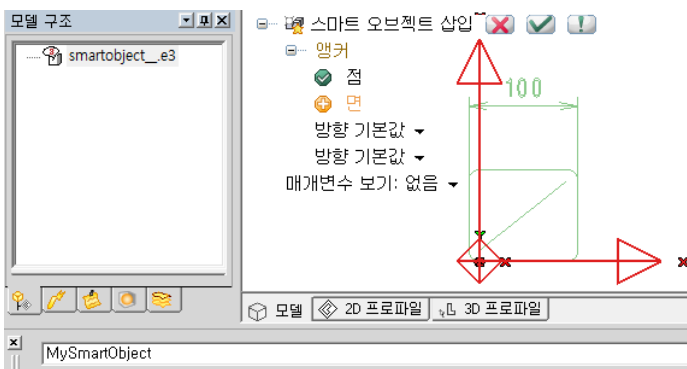 모델 구조
smartobject__.e3
스마트 오브젝트 삽입
앵커
점
면
방향 기본값
방향 기본값
매개변수 보기: 없음
100
모델
2D 프로파일
3D 프로파일
MySmartObject